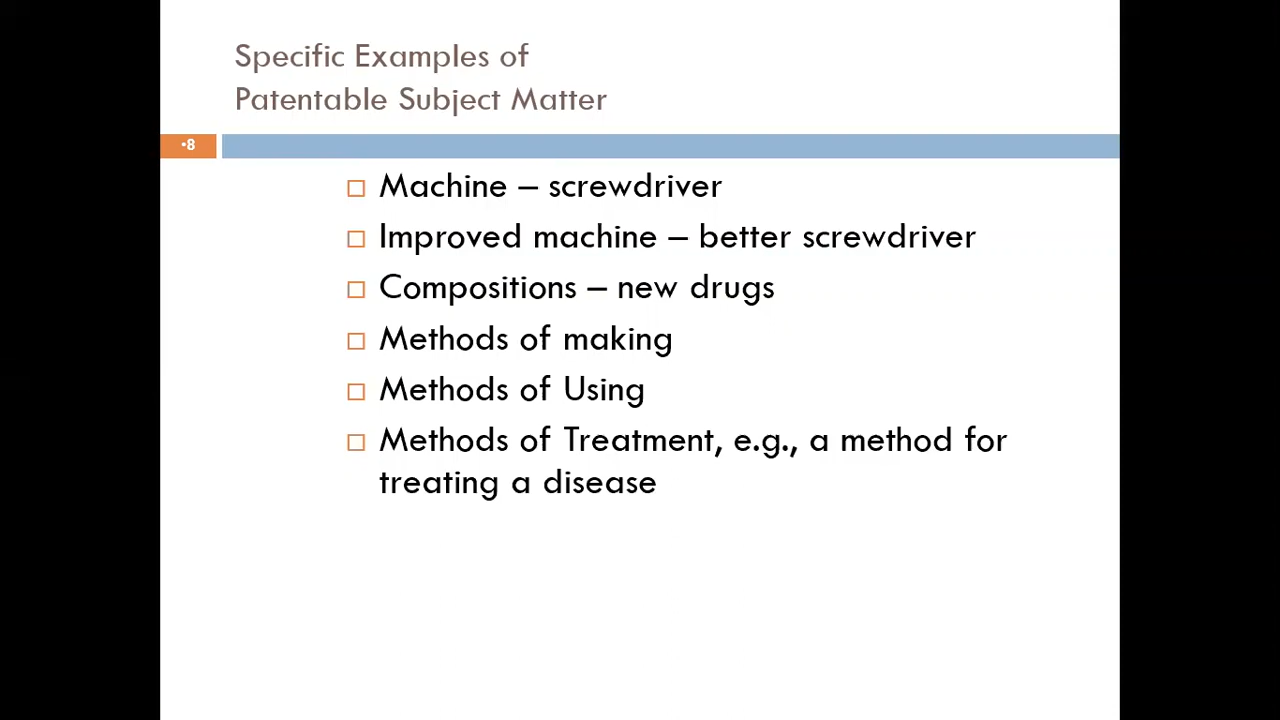 Specific Examples of
Patentable Subject Matter
•8
Machine – screwdriver
Improved machine – better screwdriver
Compositions – new drugs
Methods of making
Methods of Using
Methods of Treatment, e.g., a method for
treating a disease